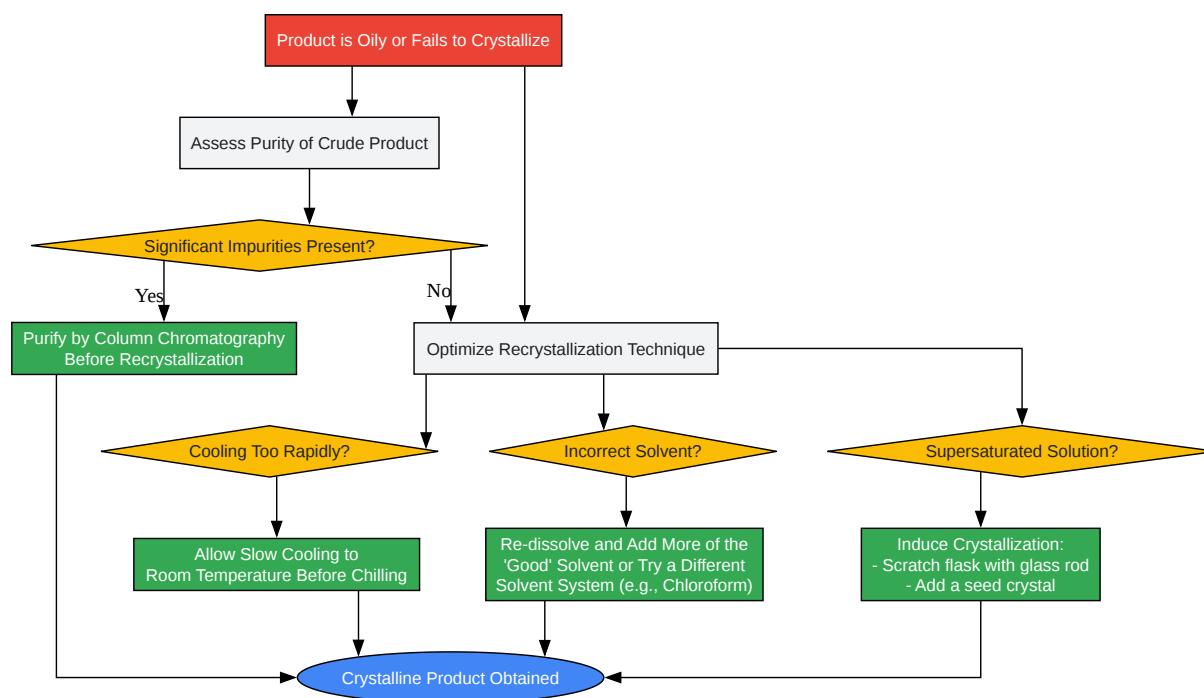 Product is Oily or Fails to Crystallize
Assess Purity of Crude Product
Significant Impurities Present?
Yes
No
Purify by Column Chromatography
Before Recrystallization
Optimize Recrystallization Technique
Cooling Too Rapidly?
Incorrect Solvent?
Supersaturated Solution?
Allow Slow Cooling to
Room Temperature Before Chilling
Re-dissolve and Add More of the
'Good' Solvent or Try a Different
Solvent System (e.g., Chloroform)
Induce Crystallization:
- Scratch flask with glass rod
- Add a seed crystal
Crystalline Product Obtained